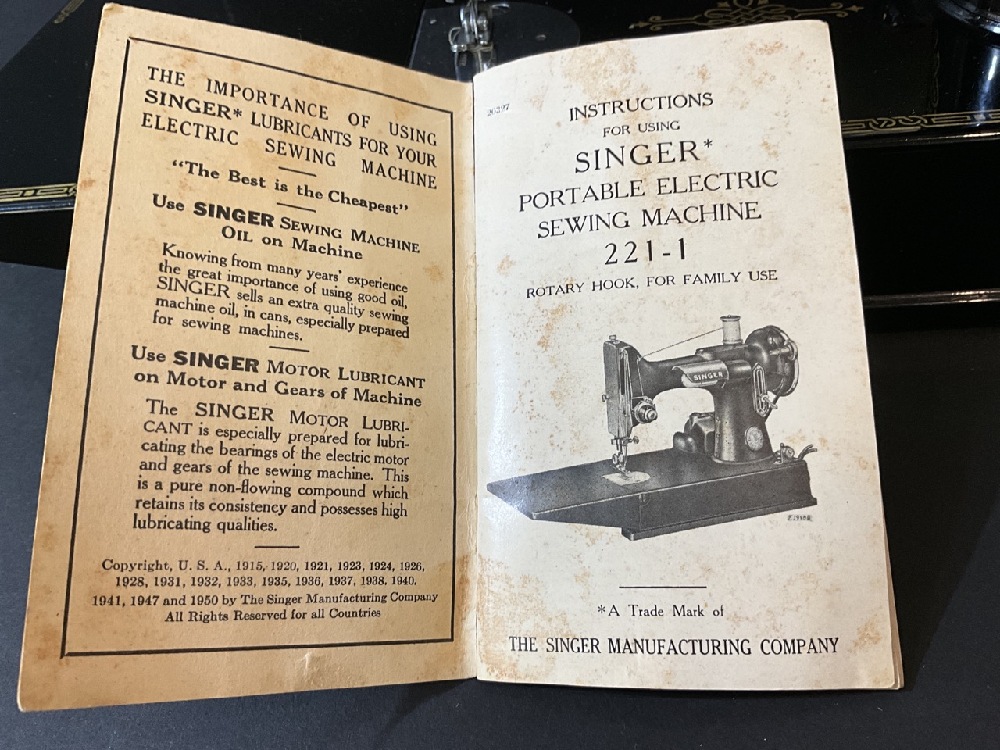 THE IMPORTANCE OF USING
SINGER* LUBRICANTS FOR YOUR
ELECTRIC SEWING MACHINE
"The Best is the Cheapest"
Use SINGER SEWING MACHINE
OIL on Machine
Knowing from many years' experience
the great importance of using good oil,
SINGER sells an extra quality sewing
machine oil, in cans, especially prepared
for sewing machines.
Use SINGER MOTOR LUBRICANT
on Motor and Gears of Machine
The SINGER MOTOR LUBRI-
CANT is especially prepared for lubri-
cating the bearings of the electric motor
and gears of the sewing machine. This
is a pure non-flowing compound which
retains its consistency and possesses high
lubricating qualities.
Copyright, U. S. A., 1915, 1920, 1921, 1923, 1924, 1926,
1928, 1931, 1932, 1933, 1935, 1936, 1937, 1938, 1940,
1941, 1947 and 1950 by The Singer Manufacturing Company
All Rights Reserved for all Countries
INSTRUCTIONS
FOR USING
SINGER*
PORTABLE ELECTRIC
SEWING MACHINE
221-1
ROTARY HOOK, FOR FAMILY USE
SINGER
*A Trade Mark of
THE SINGER MANUFACTURING COMPANY